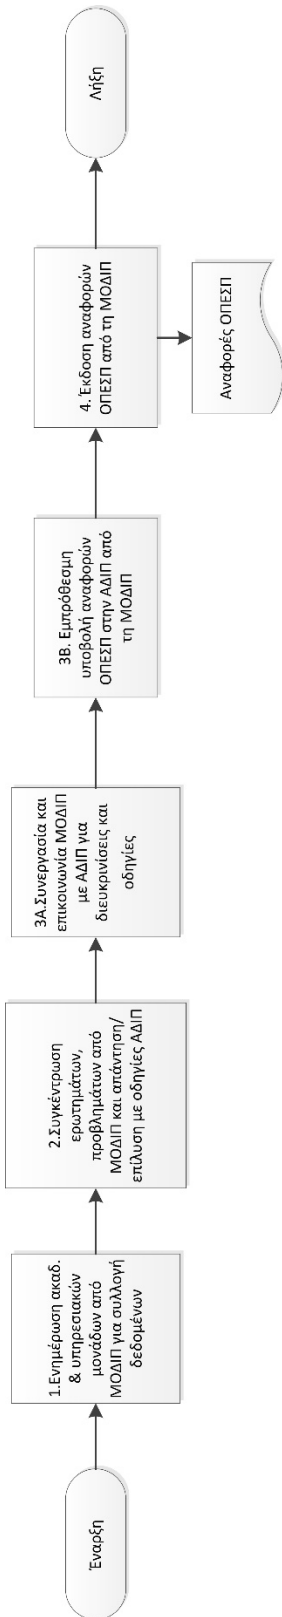 Έναρξη
1.Ενημέρωση ακαδ.
& υπηρεσιακών
μονάδων από
ΜΟΔΙΠ για συλλογή
δεδομένων
2.Συγκέντρωση
ερωτημάτων,
προβλημάτων από
ΜΟΔΙΠ και απάντηση/
επίλυση με οδηγίες ΑΔΙΠ
3Α.Συνεργασία και
επικοινωνία ΜΟΔΙΠ
με ΑΔΙΠ για
διευκρινίσεις και
οδηγίες
3Β. Εμπρόθεσμη
υποβολή αναφορών
ΟΠΕΣΠ στην ΑΔΙΠ από
τη ΜΟΔΙΠ
4. Έκδοση αναφορών
ΟΠΕΣΠ από τη ΜΟΔΙΠ
Αναφορές ΟΠΕΣΠ
Λήξη